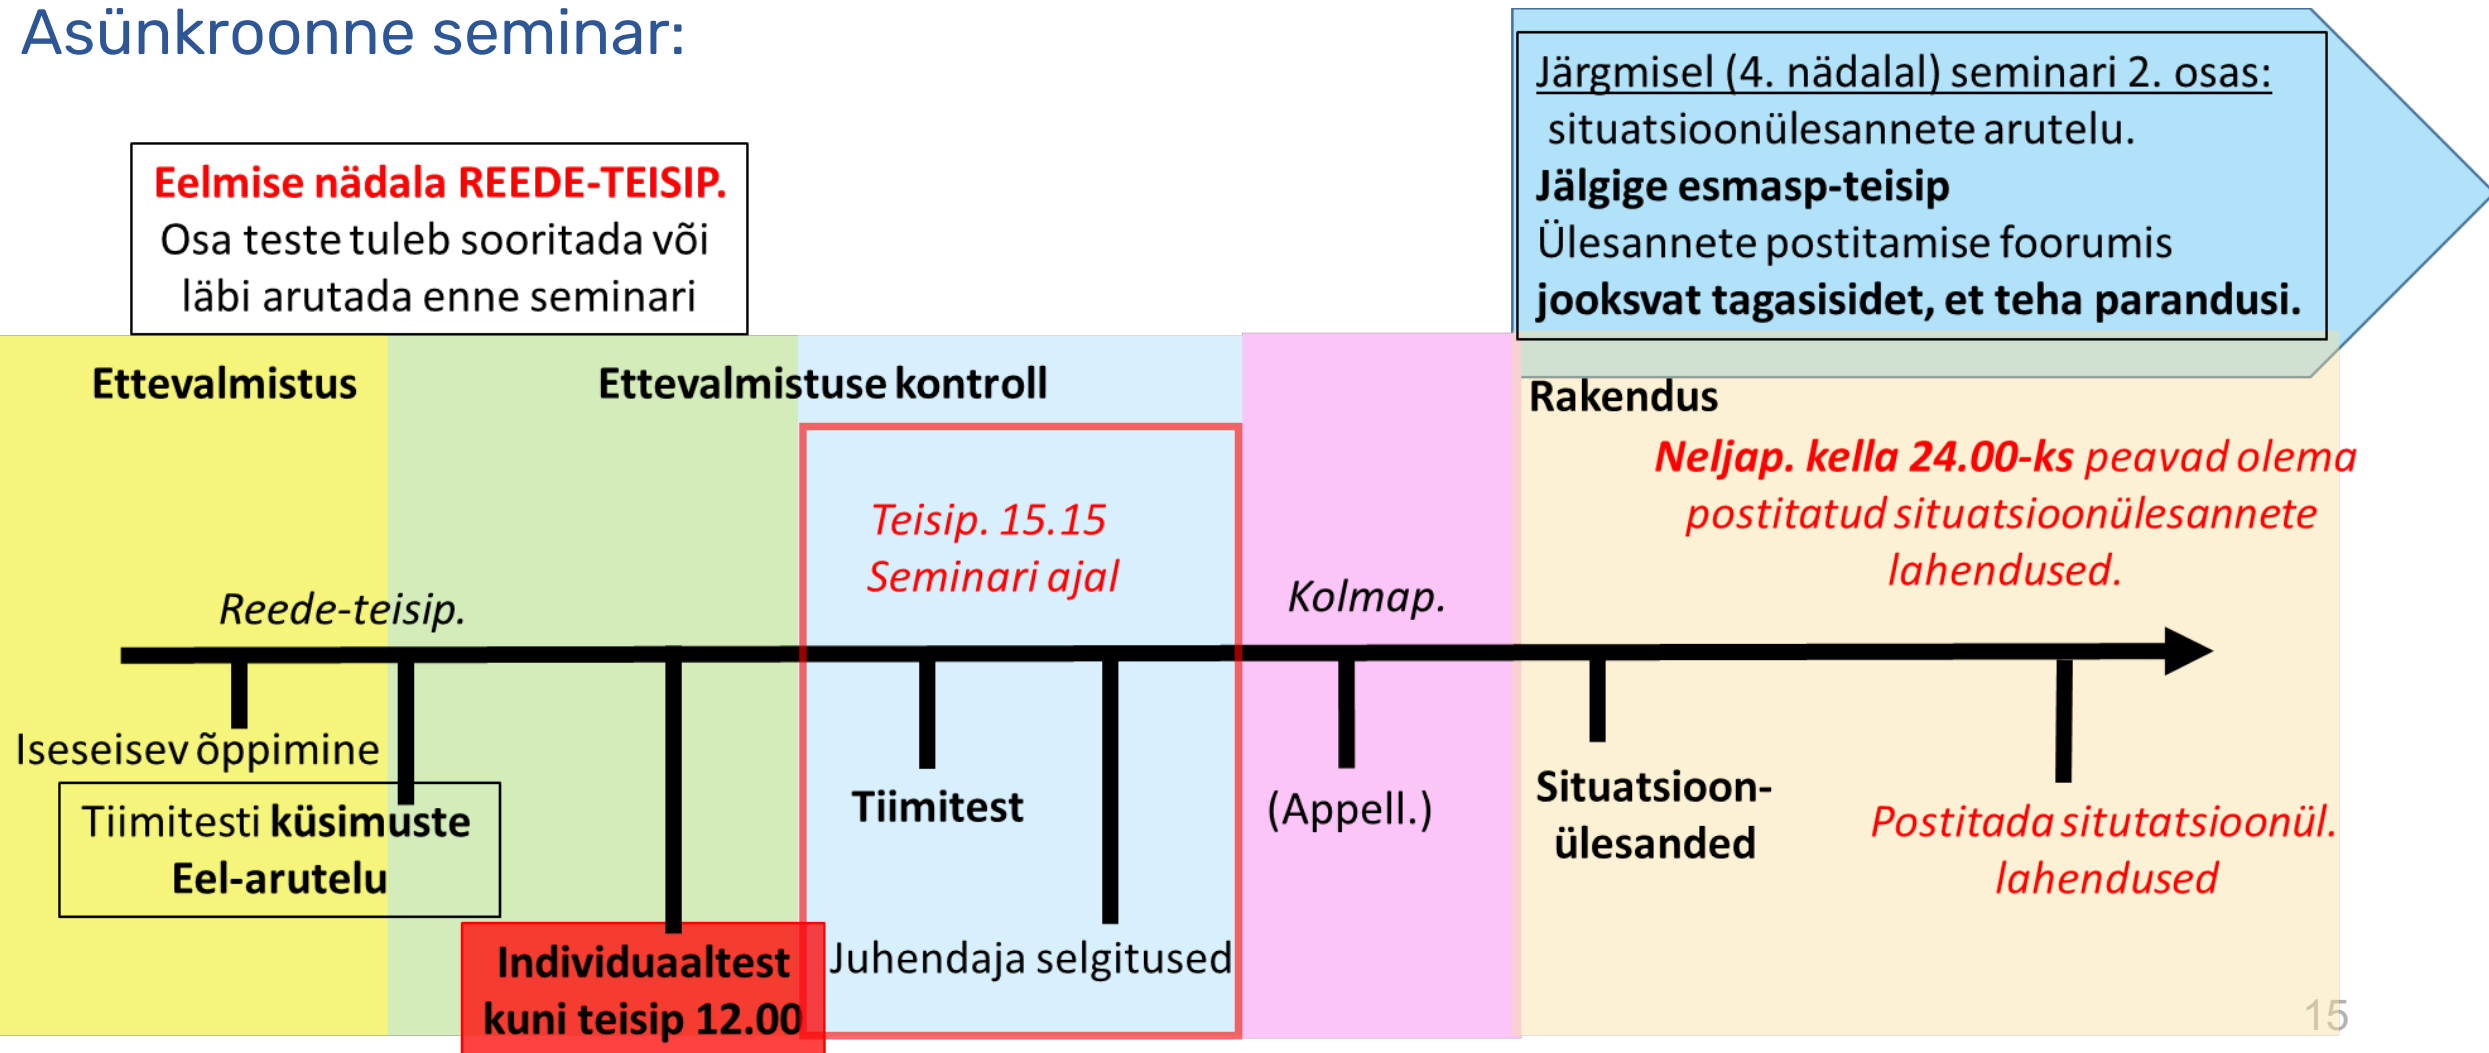 Asünkroonne seminar:
Järgmisel (4. nädalal) seminari 2. osas:
situatsioonülesannete arutelu.
Jälgige esmasp-teisip
Ülesannete postitamise foorumis
jooksvat tagasisidet, et teha parandusi.
Eelmise nädala REEDE-TEISIP.
Osa teste tuleb sooritada või
läbi arutada enne seminari
Ettevalmistus
Ettevalmistuse kontroll
Rakendus
Neljap. kella 24.00-ks peavad olema
postitatud situatsioonülesannete
lahendused.
Teisip. 15.15
Seminari ajal
Reede-teisip.
Kolmap.
Iseseisev õppimine
Tiimitesti küsimuste
Eel-arutelu
Individuaaltest
kuni teisip 12.00
Tiimitest
Juhendaja selgitused
(Appell.)
Situatsioon-
ülesanded
Postitada situtatsioonül.
lahendused
15